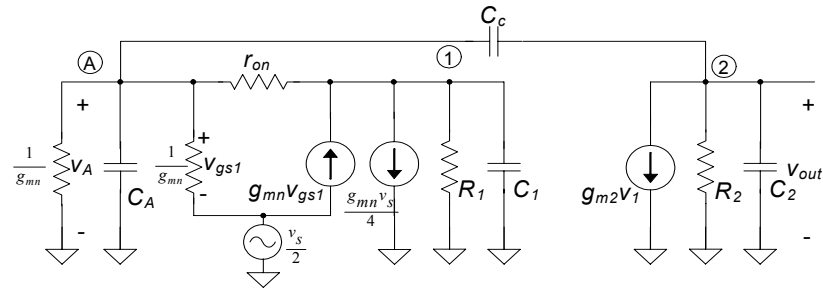 C_c
A
r_on
1
2
+
1/g_mn
v_A
-
C_A
1/g_mn
+
v_gs1
-
g_mn v_gs1
g_mn v_s/4
R_1
C_1
v_s/2
g_m2 v_1
R_2
C_2
+
v_out
-